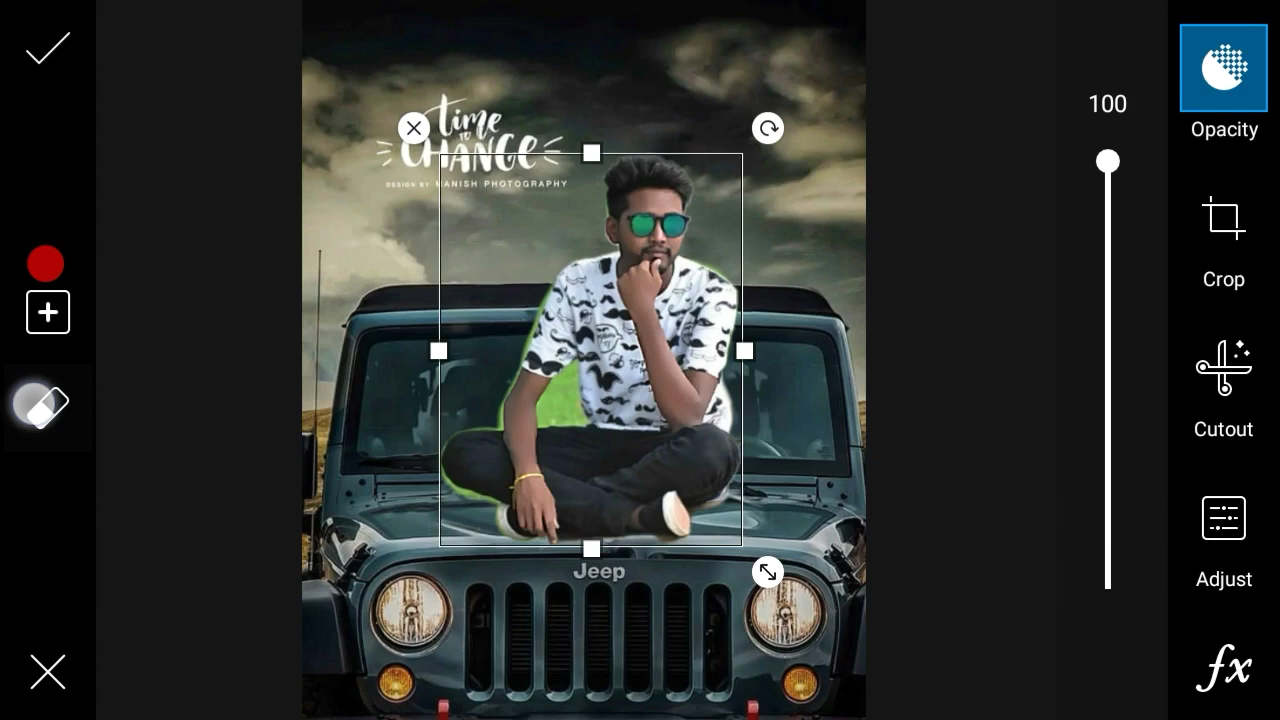 time
TO
CHANGE
DESIGN BY MANISH PHOTOGRAPHY
Jeep
100
Opacity
Crop
Cutout
Adjust
fx